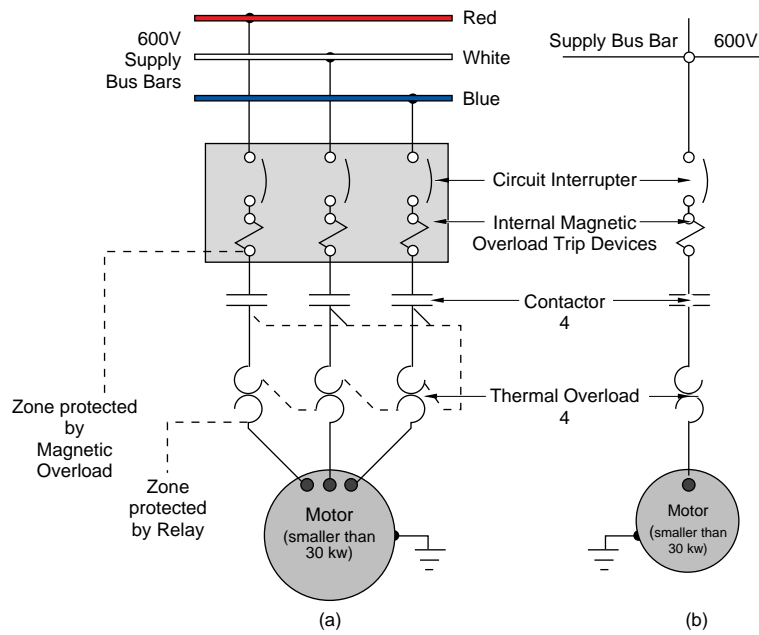 600V
Supply
Bus Bars
Red
White
Blue
Supply Bus Bar
600V
Circuit Interrupter
Internal Magnetic
Overload Trip Devices
Contactor
4
Thermal Overload
4
Zone protected
by
Magnetic
Overload
Zone
protected
by Relay
Motor
(smaller than
30 kw)
Motor
(smaller than
30 kw)
(a)
(b)